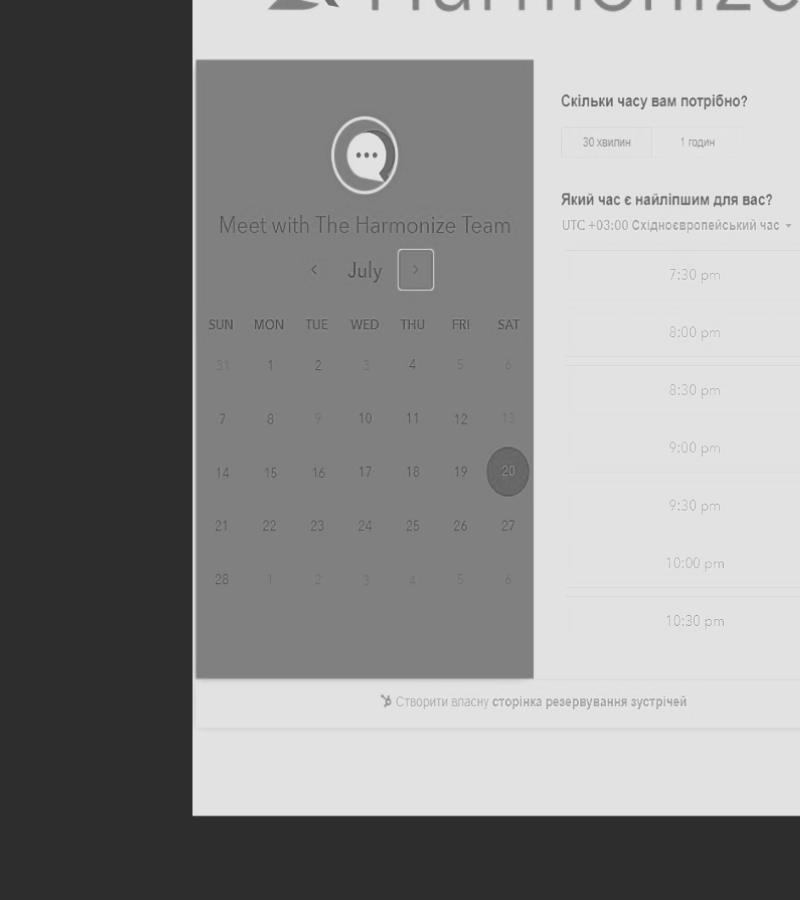 Harmonize
Meet with The Harmonize Team
July
SUN MON TUE WED THU FRI SAT
31 1 2 3 4 5 6
7 8 9 10 11 12 13
14 15 16 17 18 19 20
21 22 23 24 25 26 27
28 1 2 3 4 5 6
Скільки часу вам потрібно?
30 хвилин 1 годин
Який час є найліпшим для вас?
UTC +03:00 Східноєвропейський час
7:30 pm
8:00 pm
8:30 pm
9:00 pm
9:30 pm
10:00 pm
10:30 pm
Створити власну сторінка резервування зустрічей